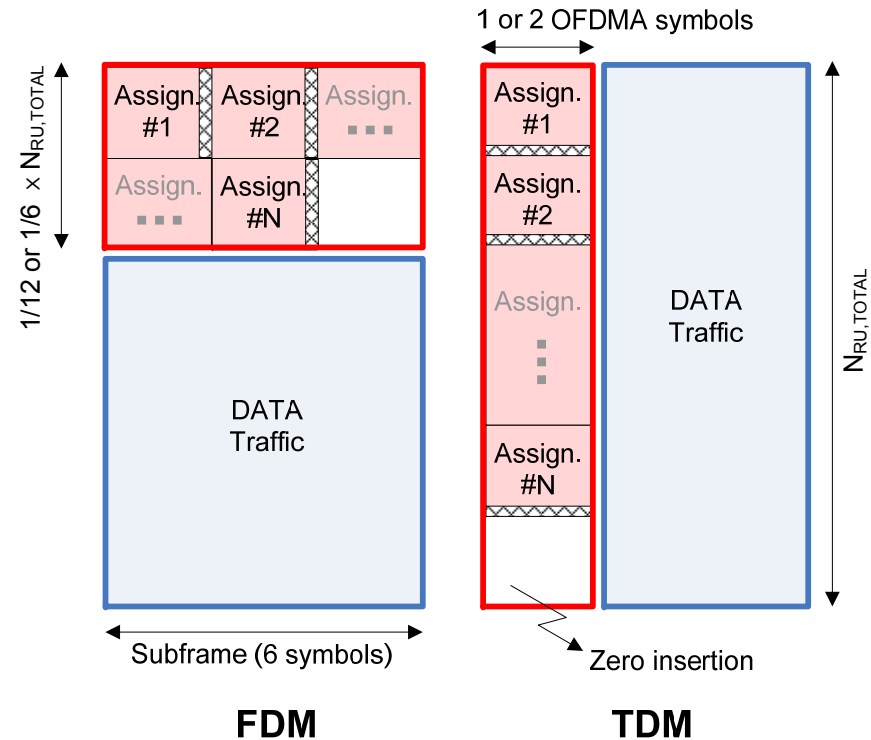 1 or 2 OFDMA symbols
1/12 or 1/6 × N_RU,TOTAL
Assign.
#1
Assign.
#2
Assign.
Assign.
Assign.
#N
DATA
Traffic
Subframe (6 symbols)
FDM
Assign.
#1
Assign.
#2
Assign.
Assign.
#N
DATA
Traffic
N_RU,TOTAL
Zero insertion
TDM